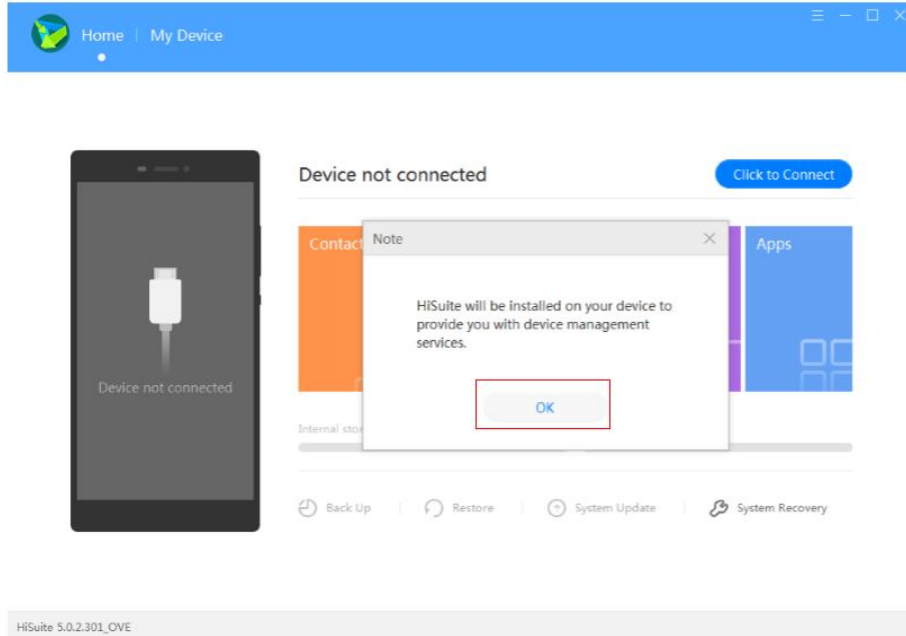 Home
My Device
Device not connected
Click to Connect
Contact
Note
Apps
HiSuite will be installed on your device to
provide you with device management
services.
OK
Device not connected
Internal stor
Back Up
Restore
System Update
System Recovery
HiSuite 5.0.2.301_OVE